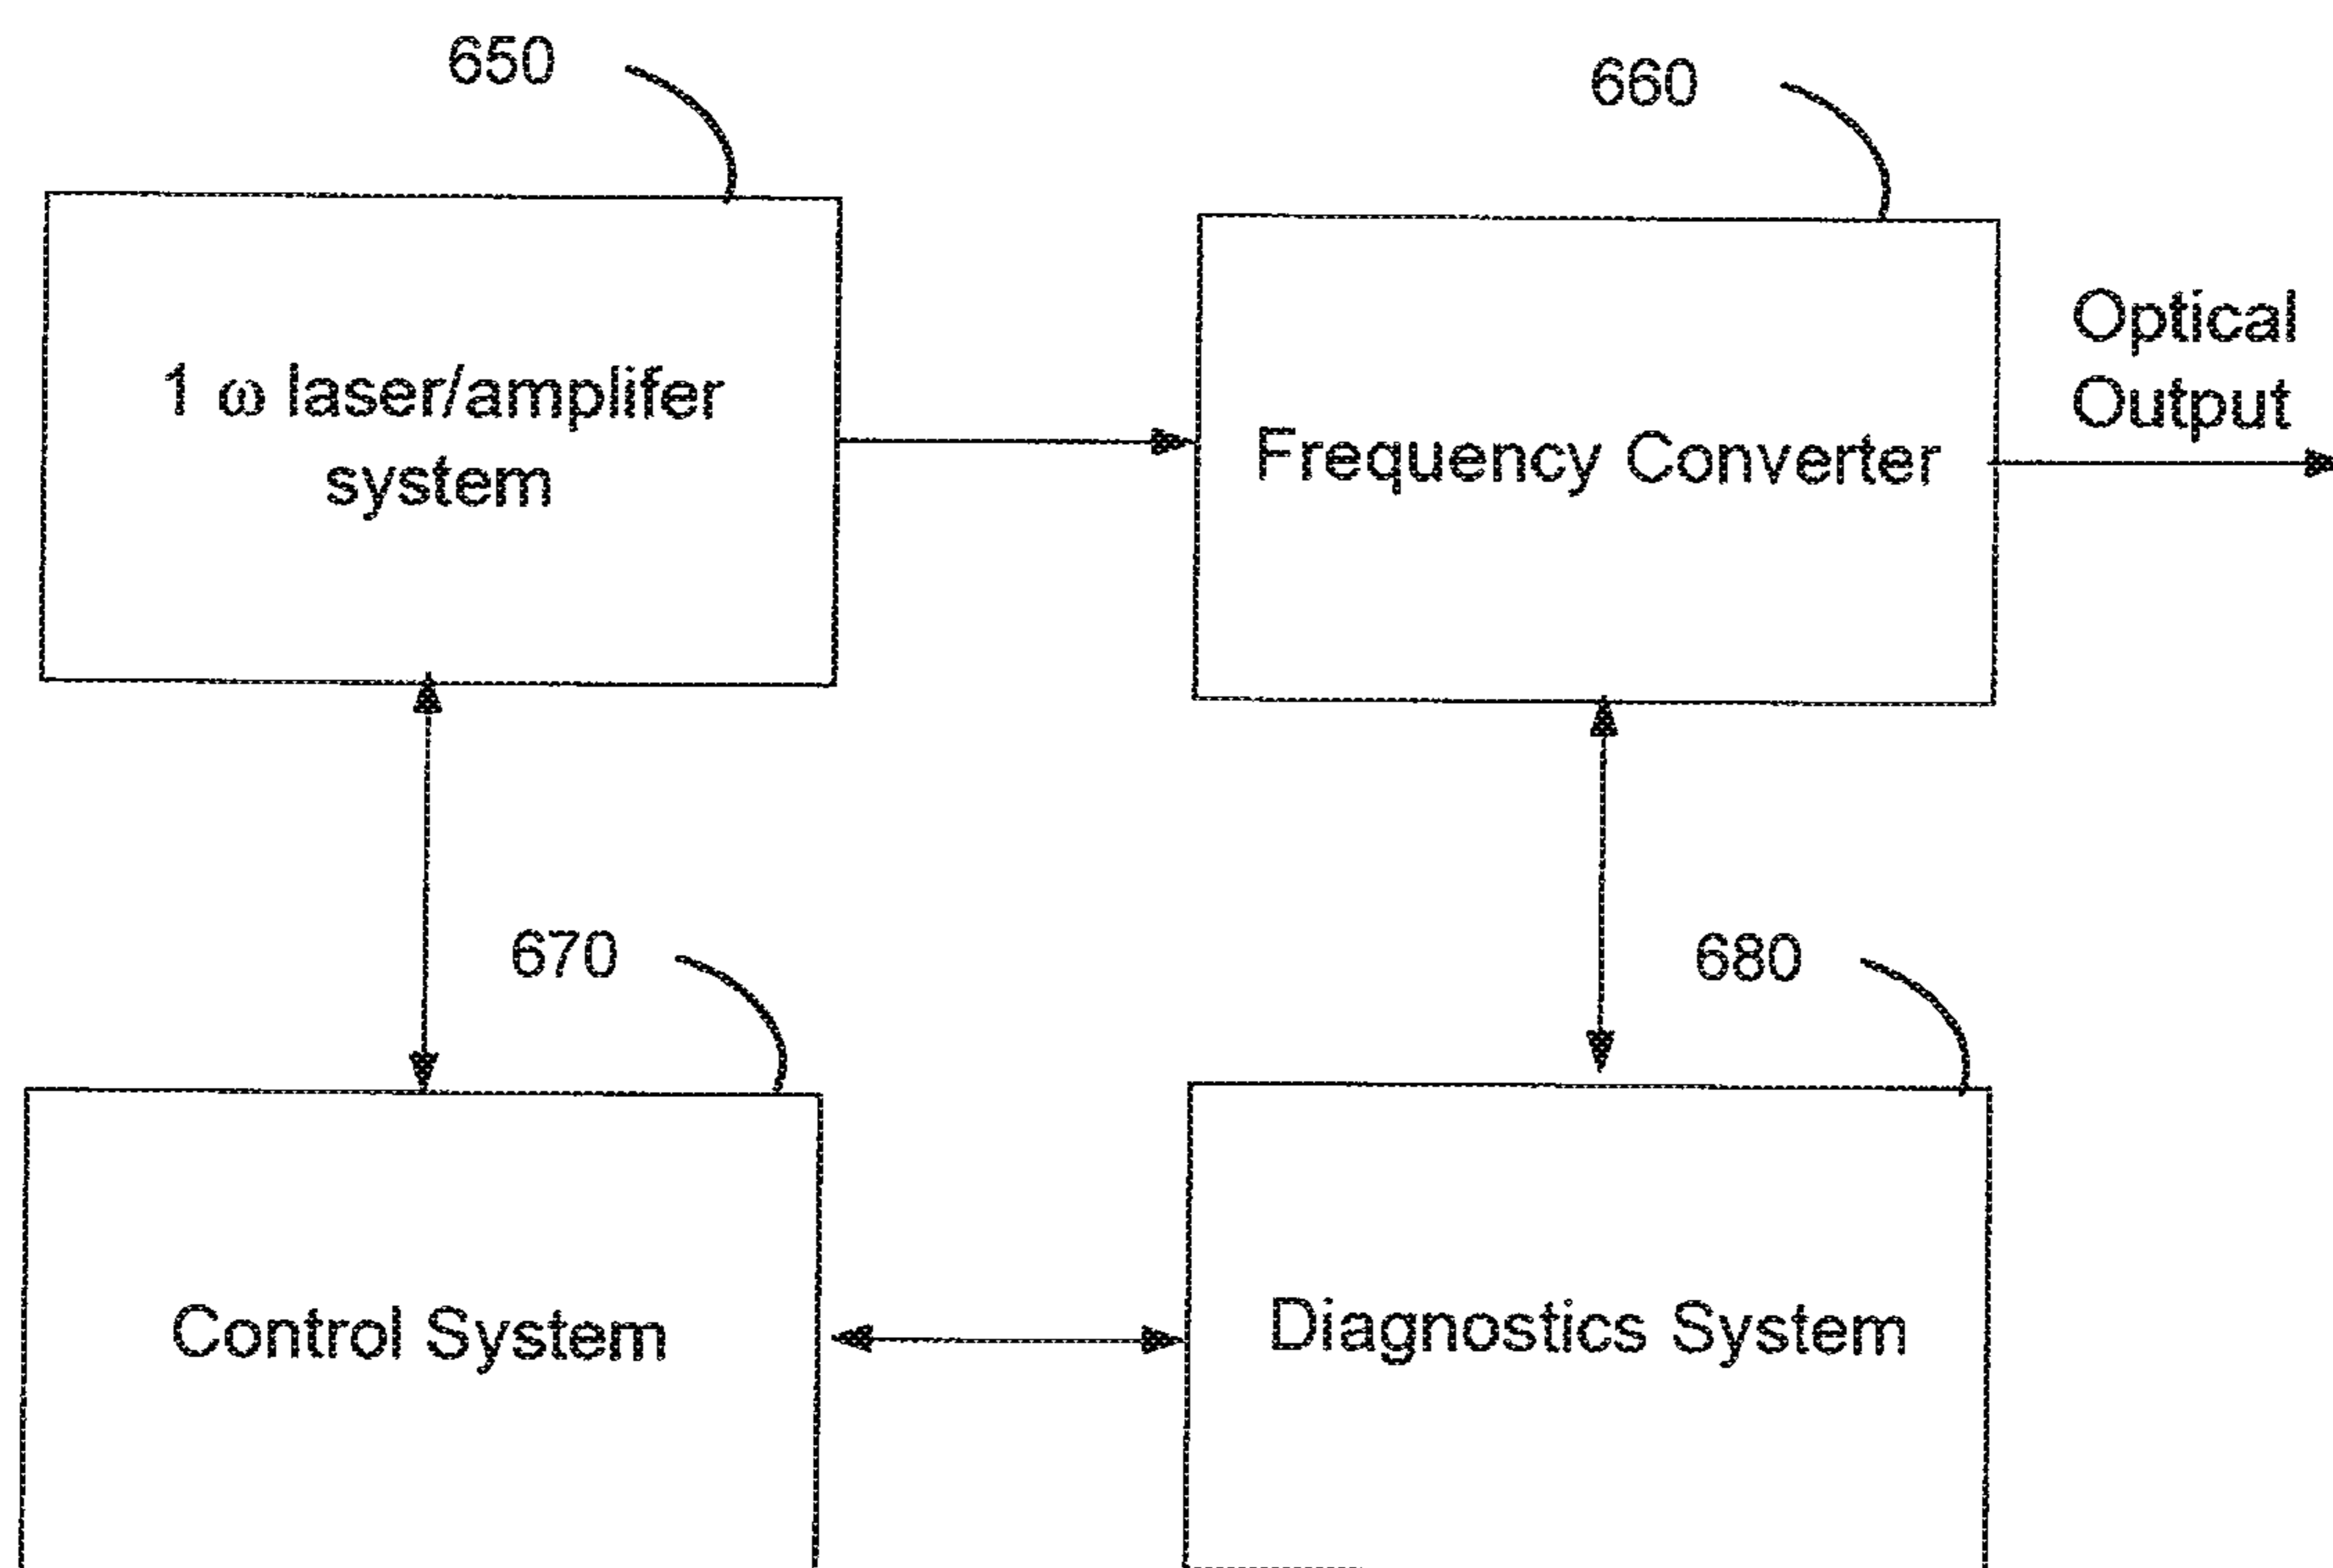 650
660
1 ω laser/amplifer
system
Frequency Converter
Optical
Output
670
680
Control System
Diagnostics System